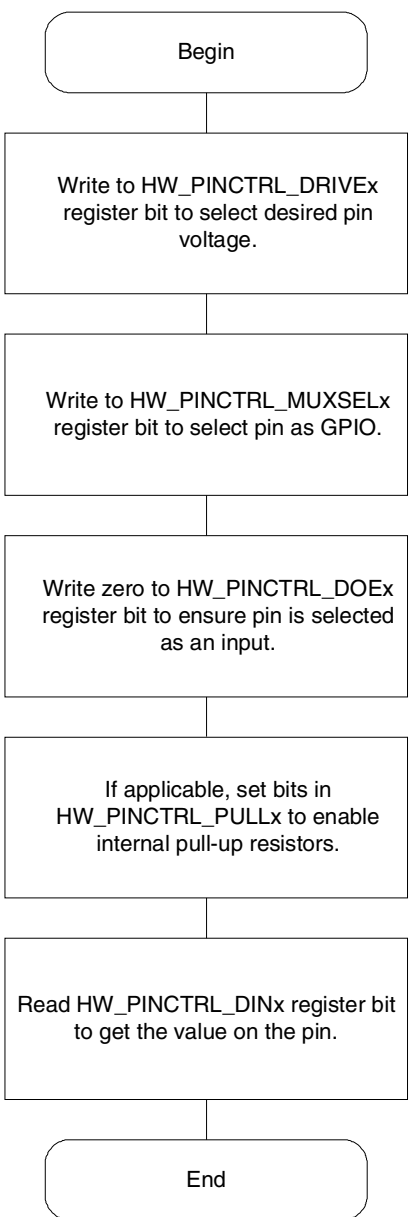 Begin
Write to HW_PINCTRL_DRIVEx
register bit to select desired pin
voltage.
Write to HW_PINCTRL_MUXSELx
register bit to select pin as GPIO.
Write zero to HW_PINCTRL_DOEx
register bit to ensure pin is selected
as an input.
If applicable, set bits in
HW_PINCTRL_PULLx to enable
internal pull-up resistors.
Read HW_PINCTRL_DINx register bit
to get the value on the pin.
End